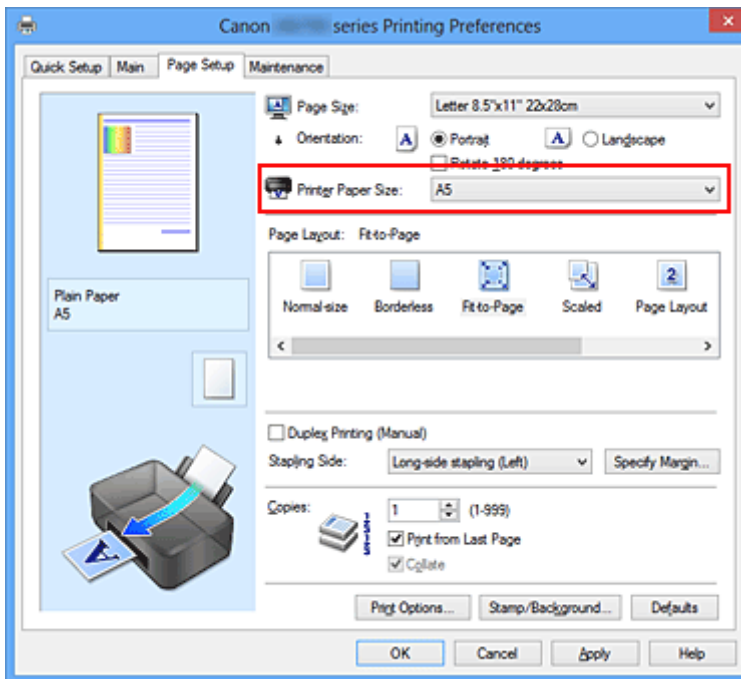 Canon series Printing Preferences
Quick Setup Main Page Setup Maintenance
Page Size: Letter 8.5"x11" 22x28cm
Orientation: A Portrait A Landscape
Rotate 180 degrees
Printer Paper Size: A5
Page Layout: Fit-to-Page
Normal-size Borderless Fit-to-Page Scaled Page Layout
2
Plain Paper
A5
Duplex Printing (Manual)
Stapling Side: Long-side stapling (Left) Specify Margin...
Copies: 1 (1-999)
Print from Last Page
Collate
A
Print Options... Stamp/Background... Defaults
OK Cancel Apply Help